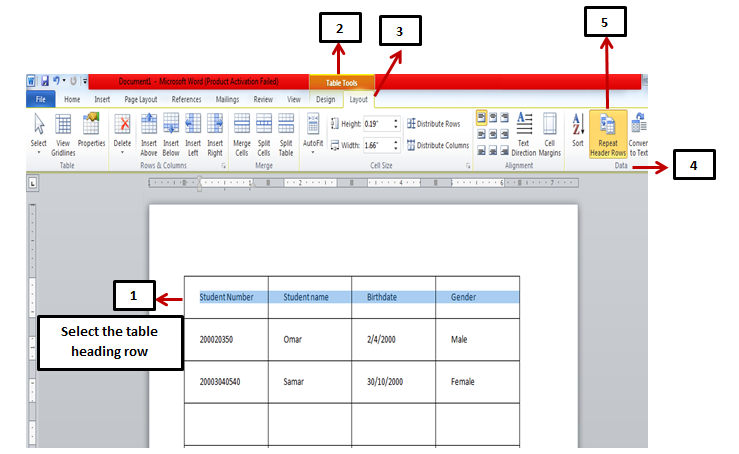 2
3
5
Document1 - Microsoft Word (Product Activation Failed)
Table Tools
File Home Insert Page Layout References Mailings Review View Design Layout
Select View Gridlines Properties Delete Insert Above Insert Below Insert Left Insert Right Merge Cells Split Cells Split Table AutoFit Height: 0.19" Width: 1.66" Distribute Rows Distribute Columns Text Direction Cell Margins Sort Repeat Header Rows Conver to Text
Table Rows & Columns Merge Cell Size Alignment Data
4
1
Select the table
heading row
Student Number Student name Birthdate Gender
200020350 Omar 2/4/2000 Male
20003040540 Samar 30/10/2000 Female